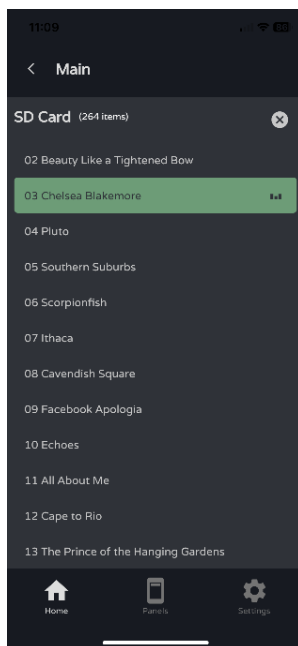 11:09
Main
SD Card (264 items)
02 Beauty Like a Tightened Bow
03 Chelsea Blakemore
04 Pluto
05 Southern Suburbs
06 Scorpionfish
07 Ithaca
08 Cavendish Square
09 Facebook Apologia
10 Echoes
11 All About Me
12 Cape to Rio
13 The Prince of the Hanging Gardens
Home Panels Settings